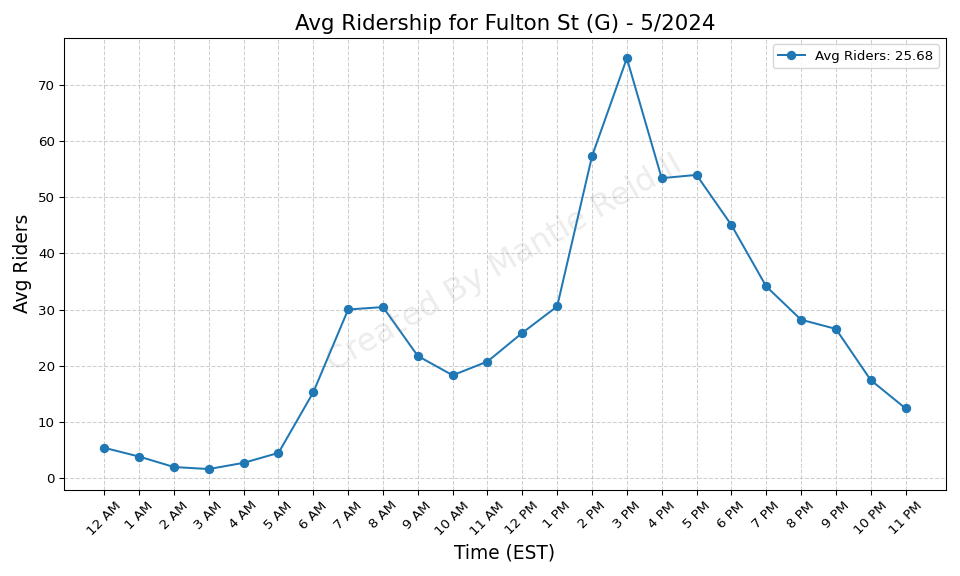 Avg Ridership for Fulton St (G) - 5/2024
Avg Riders: 25.68
Avg Riders
70
60
50
40
30
20
10
0
Created By Mantie Reid II
12 AM
1 AM
2 AM
3 AM
4 AM
5 AM
6 AM
7 AM
8 AM
9 AM
10 AM
11 AM
12 PM
1 PM
2 PM
3 PM
4 PM
5 PM
6 PM
7 PM
8 PM
9 PM
10 PM
11 PM
Time (EST)